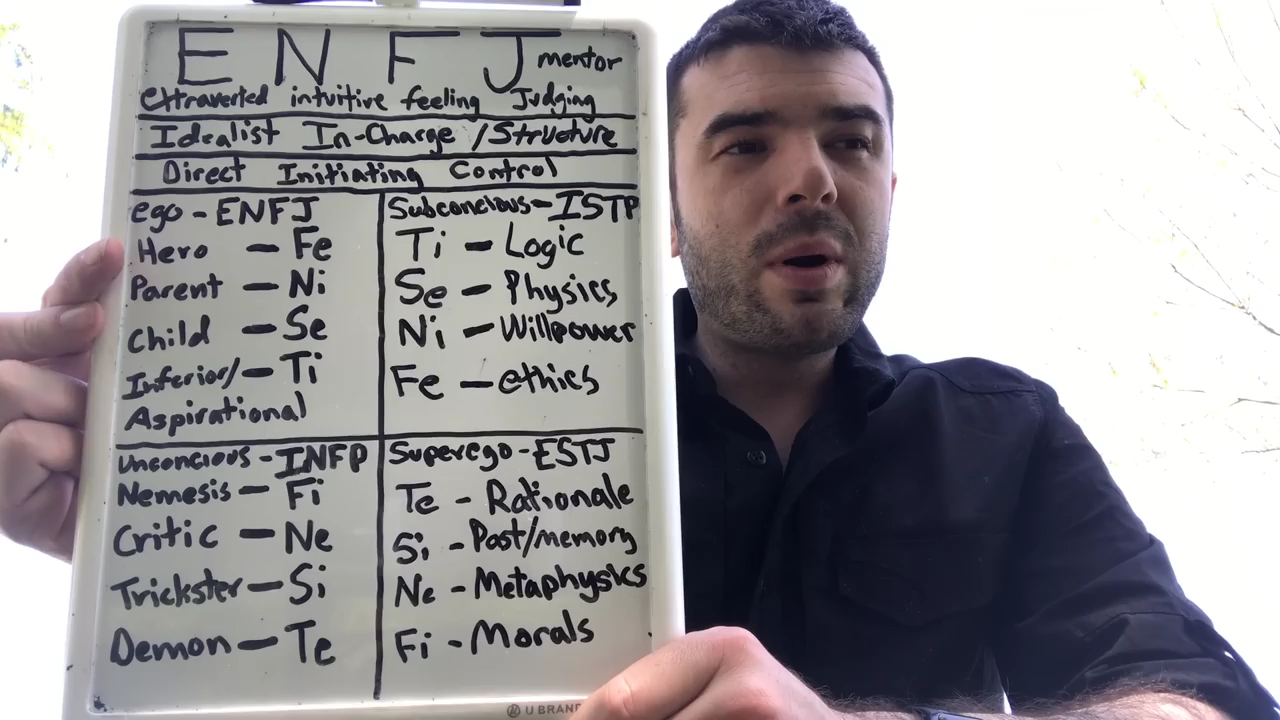 ENFJ mentor
extraverted intuitive feeling Judging
Idealist In-Charge / Structure
Direct Initiating Control
ego - ENFJ
Hero - Fe
Parent - Ni
Child - Se
Inferior/ - Ti
Aspirational
Subconcious - ISTP
Ti - Logic
Se - Physics
Ni - Willpower
Fe - ethics
Unconcious - INFP
Nemesis - Fi
Critic - Ne
Trickster - Si
Demon - Te
Superego - ESTJ
Te - Rationale
Si - Past/memory
Ne - Metaphysics
Fi - Morals
U BRAND